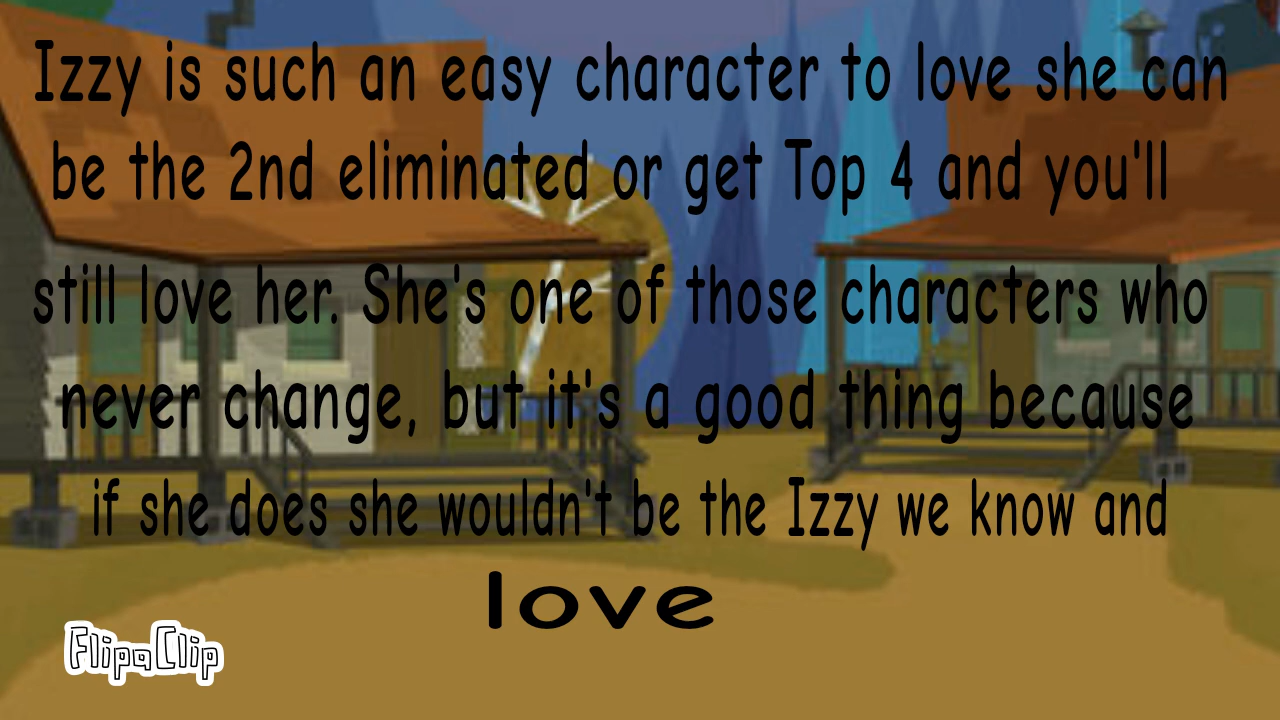 Izzy is such an easy character to love she can
be the 2nd eliminated or get Top 4 and you'll
still love her. She's one of those characters who
never change, but it's a good thing because
if she does she wouldn't be the Izzy we know and
love
FlipaClip